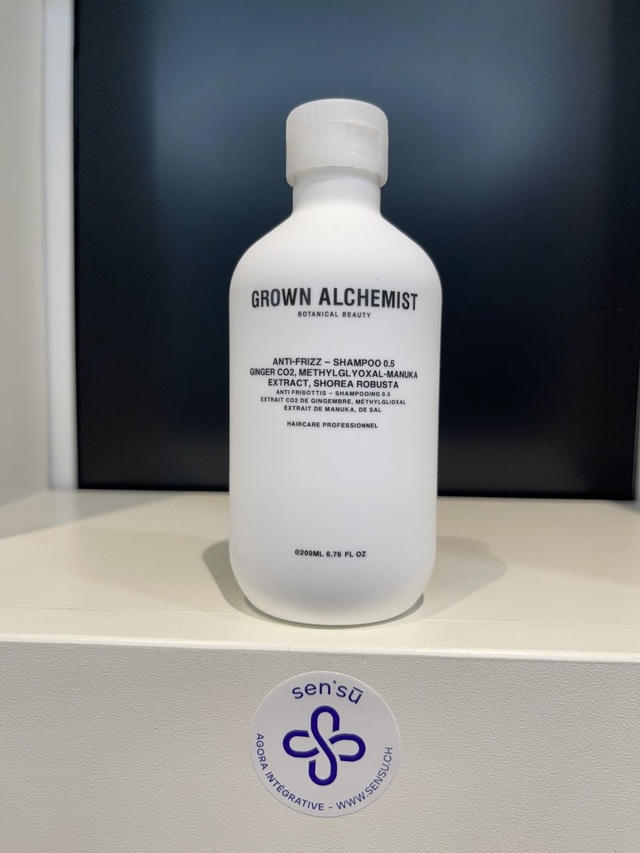 GROWN ALCHEMIST
BOTANICAL BEAUTY
ANTI-FRIZZ – SHAMPOO 0.5
GINGER CO2, METHYLGLYOXAL-MANUKA
EXTRACT, SHOREA ROBUSTA
ANTI FRISOTTIS – SHAMPOOING 0.5
EXTRAIT CO2 DE GINGEMBRE, MÉTHYLGLIOXAL
EXTRAIT DE MANUKA, DE SAL
HAIRCARE PROFESSIONNEL
℮200ML 6.76 FL OZ
sen'sū
AGORA INTÉGRATIVE - WWW.SENSU.CH